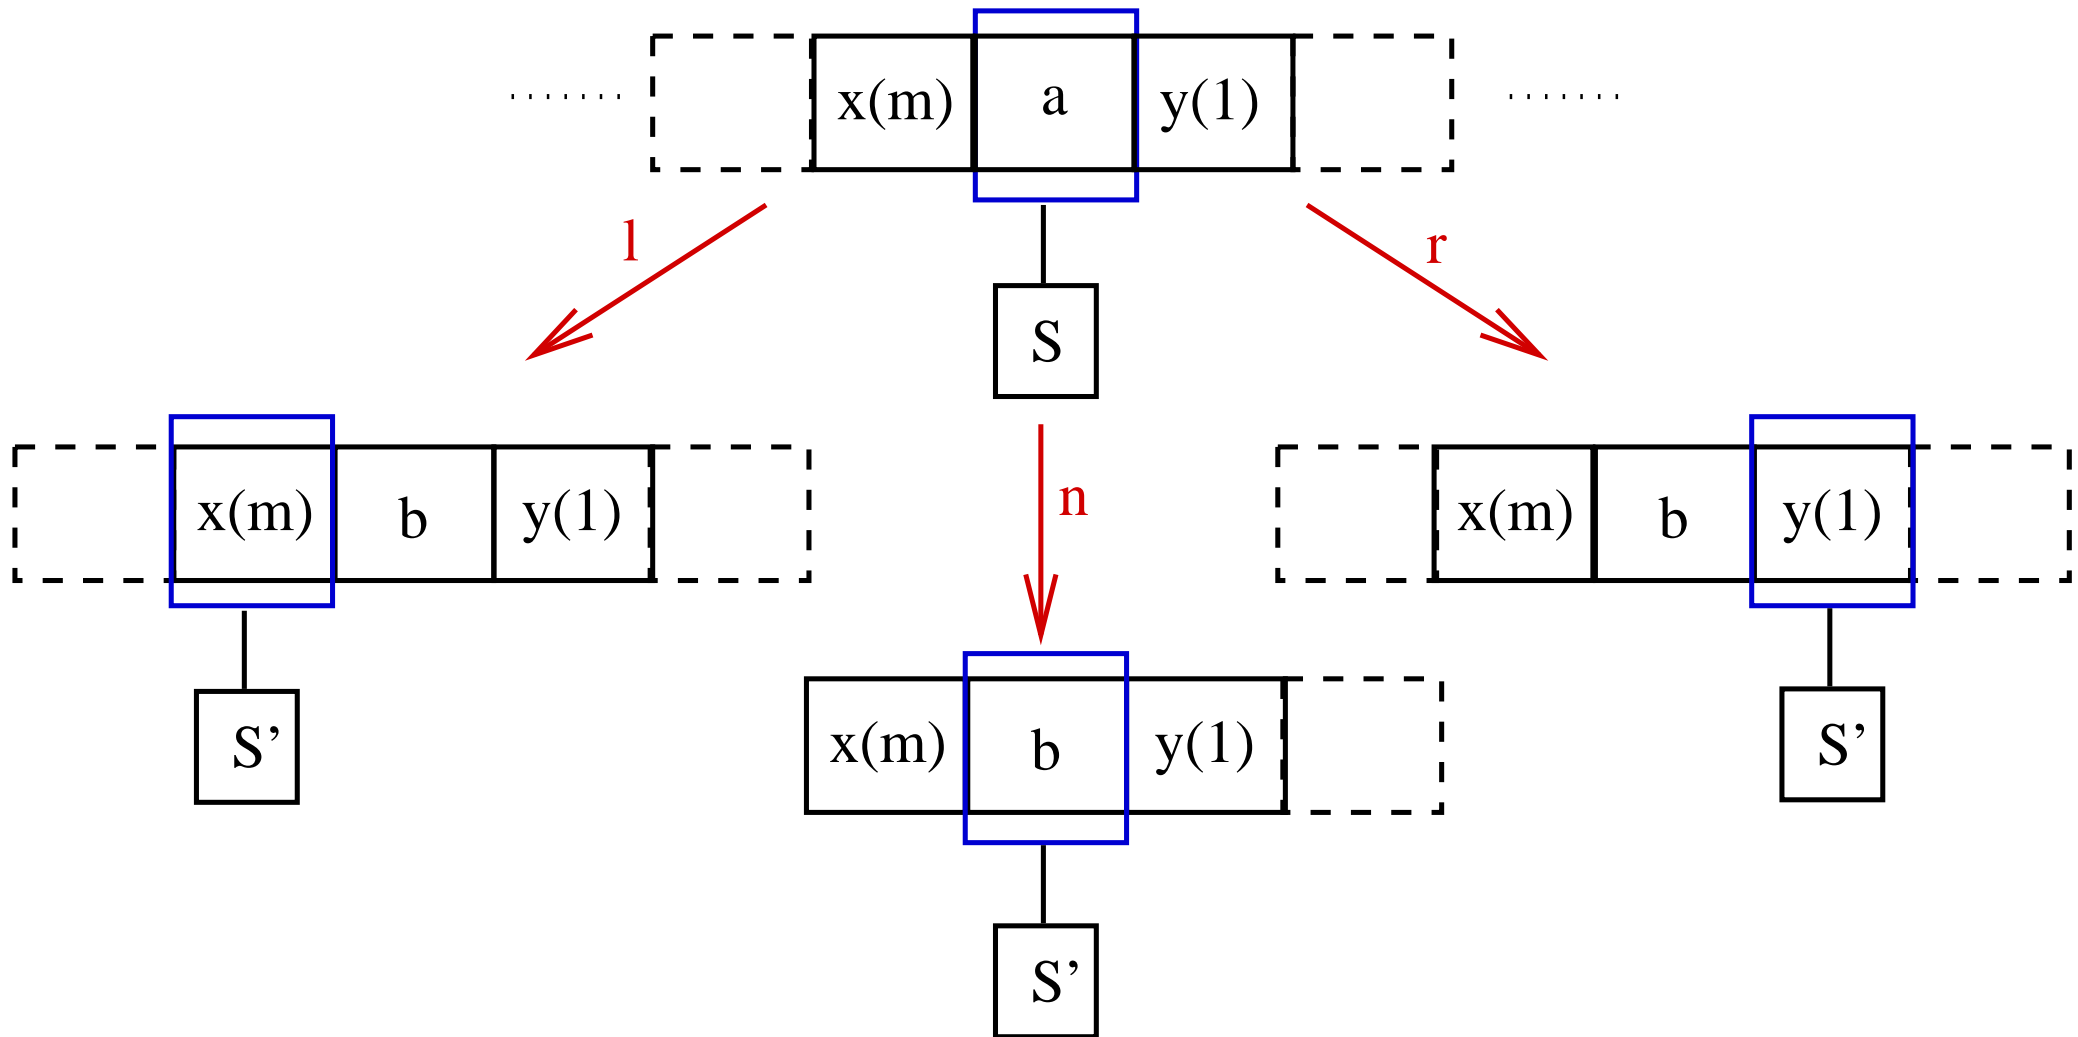 ....... x(m) a y(1) .......
l r
S
x(m) b y(1) n x(m) b y(1)
S’ x(m) b y(1) S’
S’